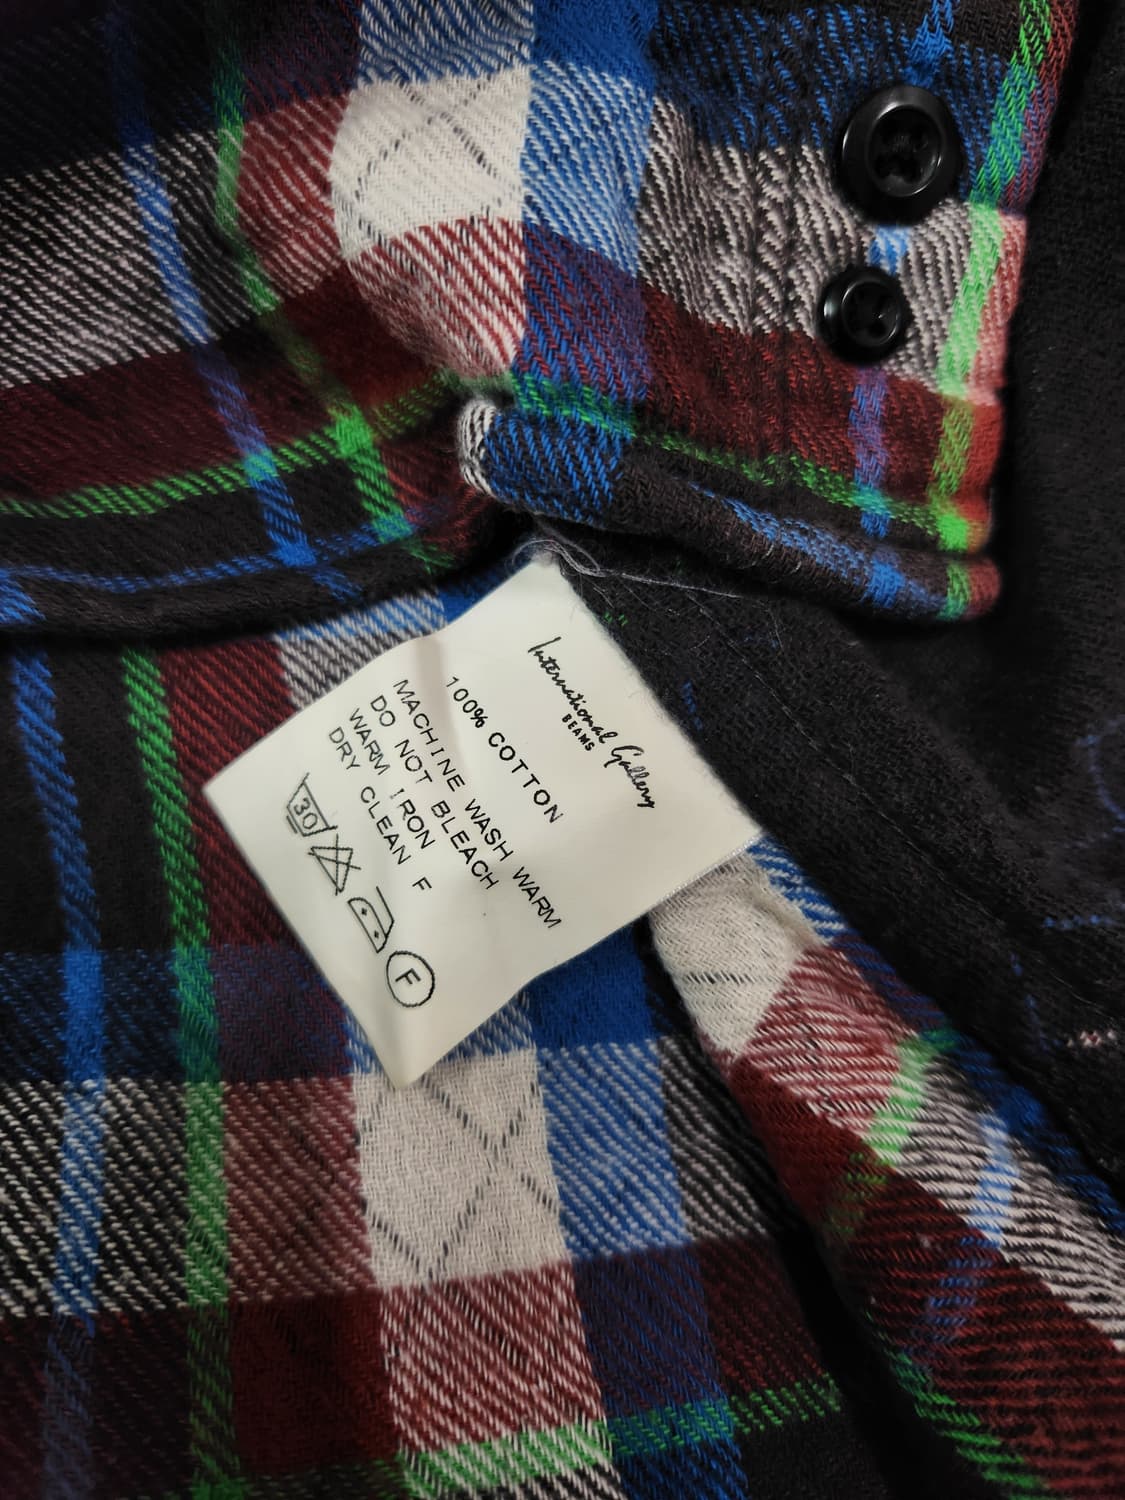 International Gallery
BEAMS
100% COTTON
MACHINE WASH WARM
DO NOT BLEACH
WARM IRON
DRY CLEAN F
30
F